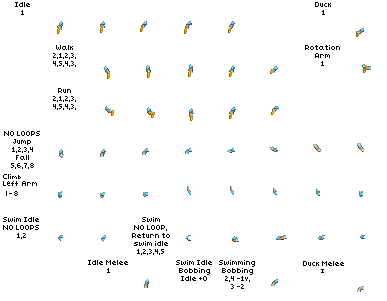 Idle
1
Duck
1
Walk
2,1,2,3,
4,5,4,3,
Rotation
Arm
1
Run
2,1,2,3,
4,5,4,3,
NO LOOPS
Jump
1,2,3,4
Fall
5,6,7,8
Climb
Left Arm
1-8
Swim Idle
NO LOOPS
1,2
Swim
NO LOOP,
Return to
swim idle
1,2,3,4,5
Idle Melee
1
Swim Idle
Bobbing
Idle +0
Swimming
Bobbing
2,4 -1v,
3 -2
Duck Melee
1